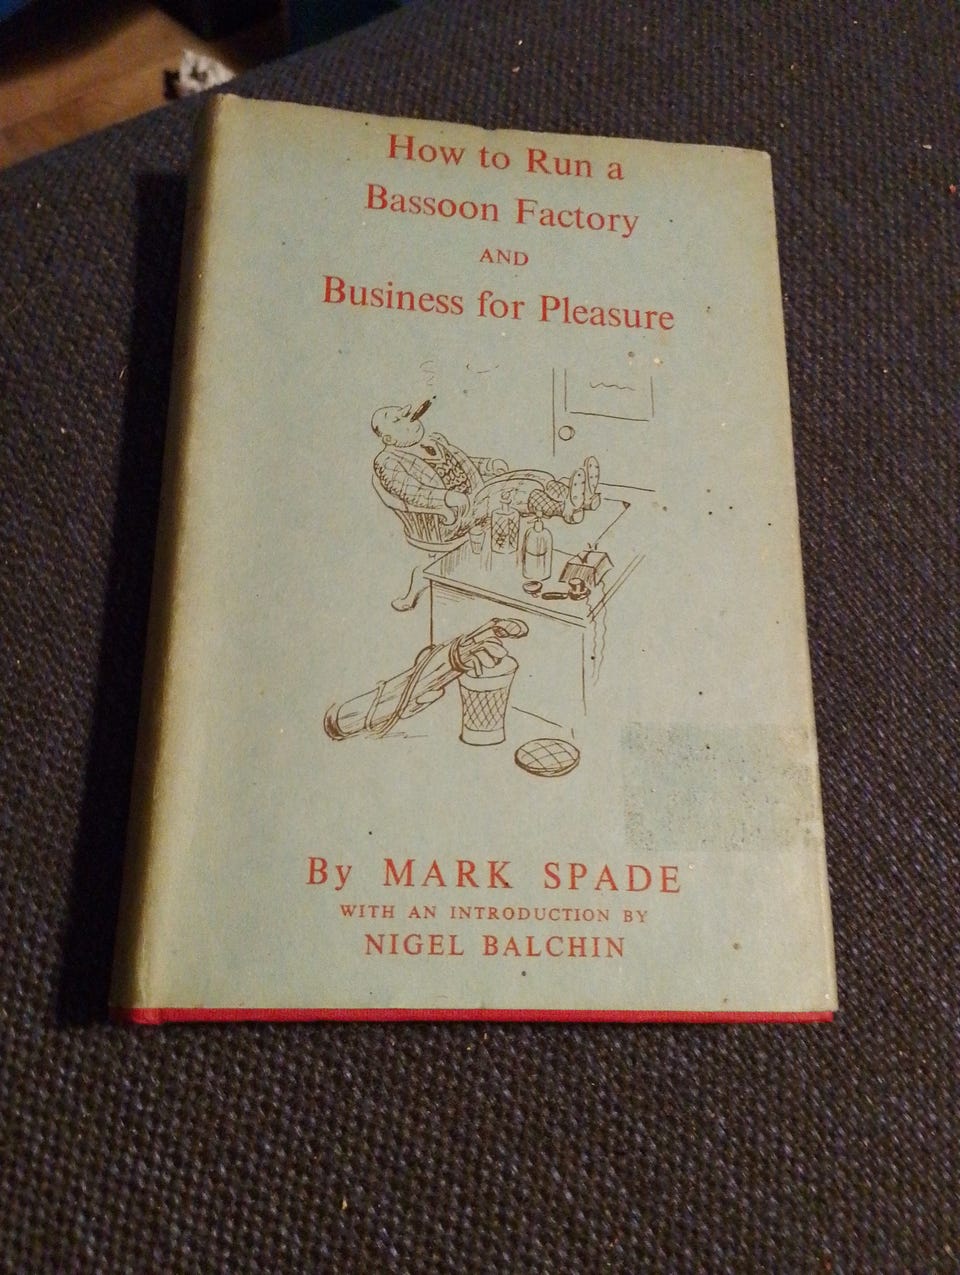 How to Run a
Bassoon Factory
AND
Business for Pleasure
By MARK SPADE
WITH AN INTRODUCTION BY
NIGEL BALCHIN